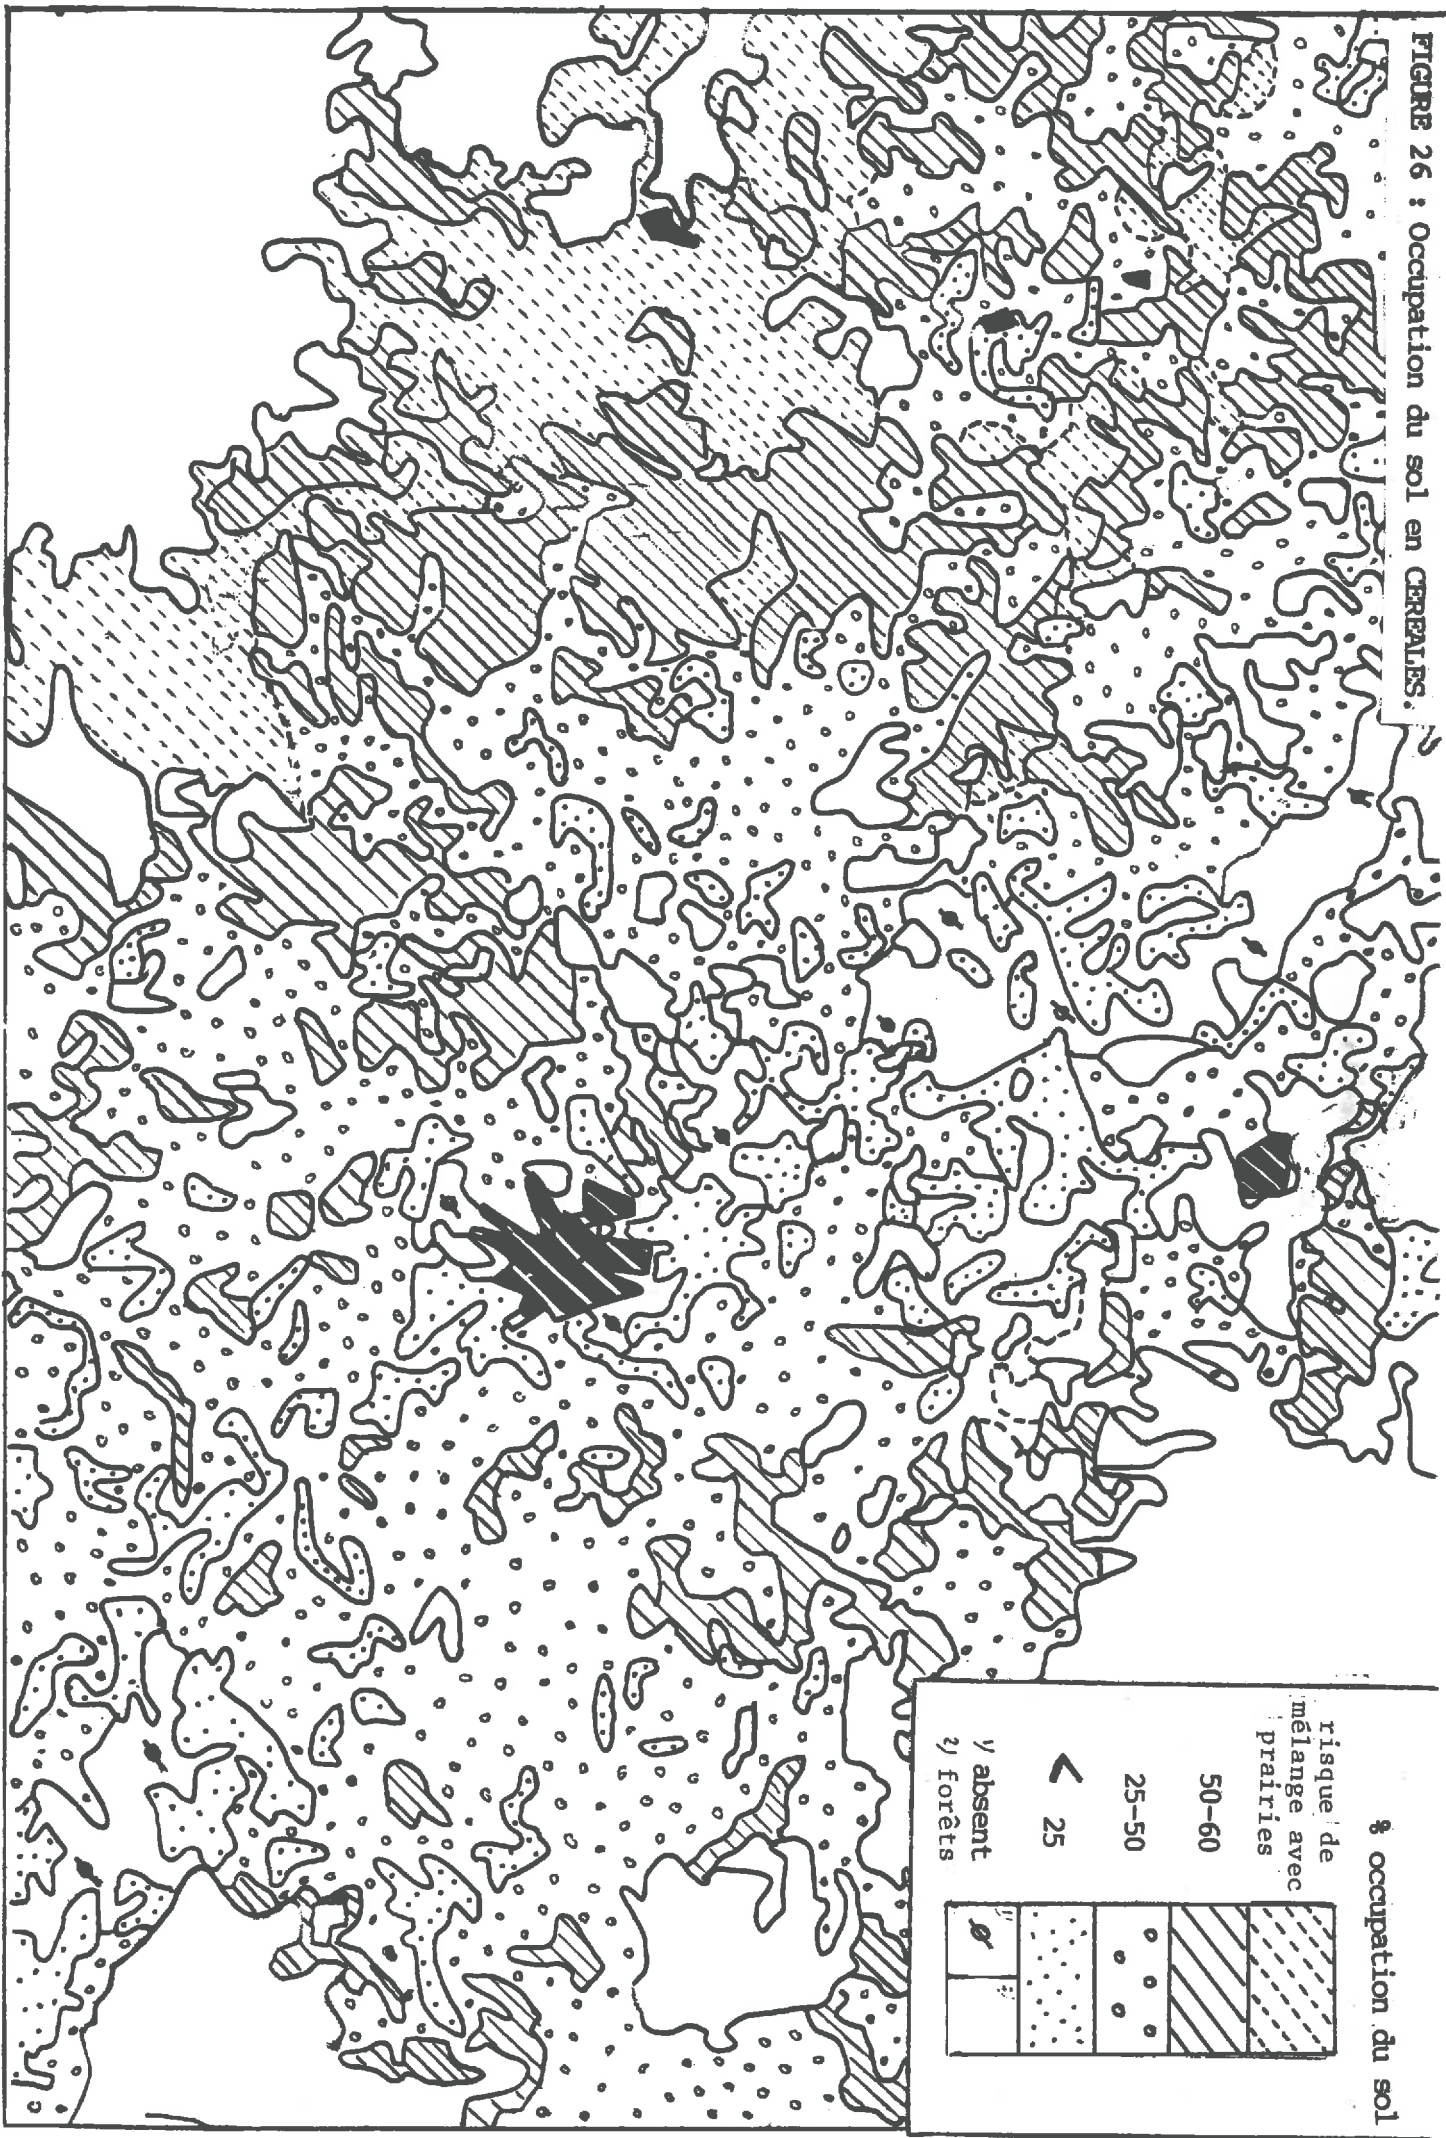 FIGURE 26 : Occupation du sol en CEREALES.
% occupation du sol
risque de
mélange avec
prairies
50-60
25-50
< 25
1/ absent
2/ forêts